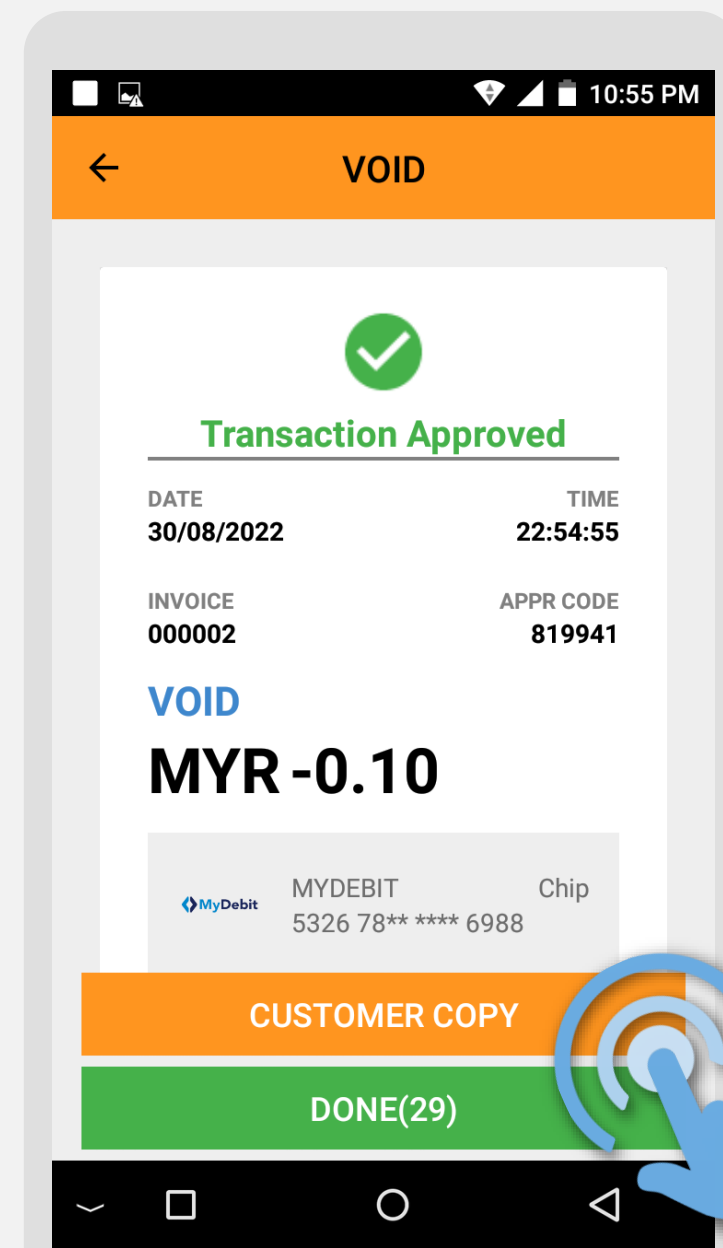 10:55 PM
VOID
Transaction Approved
DATE TIME
30/08/2022 22:54:55
INVOICE APPR CODE
000002 819941
VOID
MYR -0.10
MyDebit
MYDEBIT Chip
5326 78** **** 6988
CUSTOMER COPY
DONE(29)